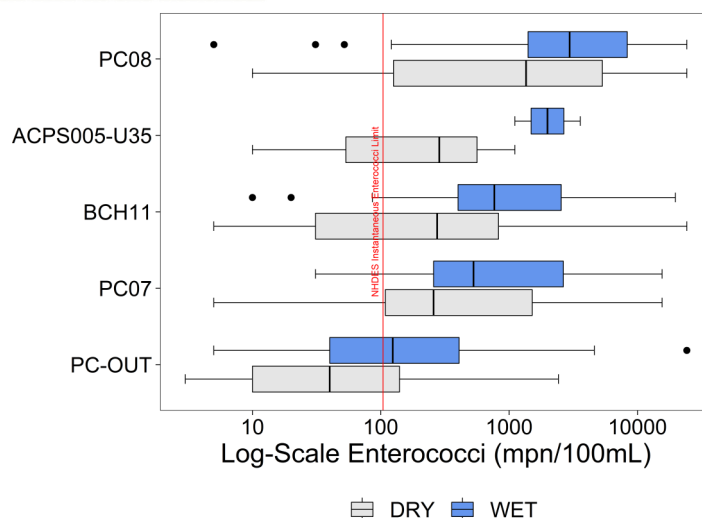 PC08
ACPS005-U35
BCH11
PC07
PC-OUT
NHDES Instantaneous Enterococci Limit
10 100 1000 10000
Log-Scale Enterococci (mpn/100mL)
DRY WET